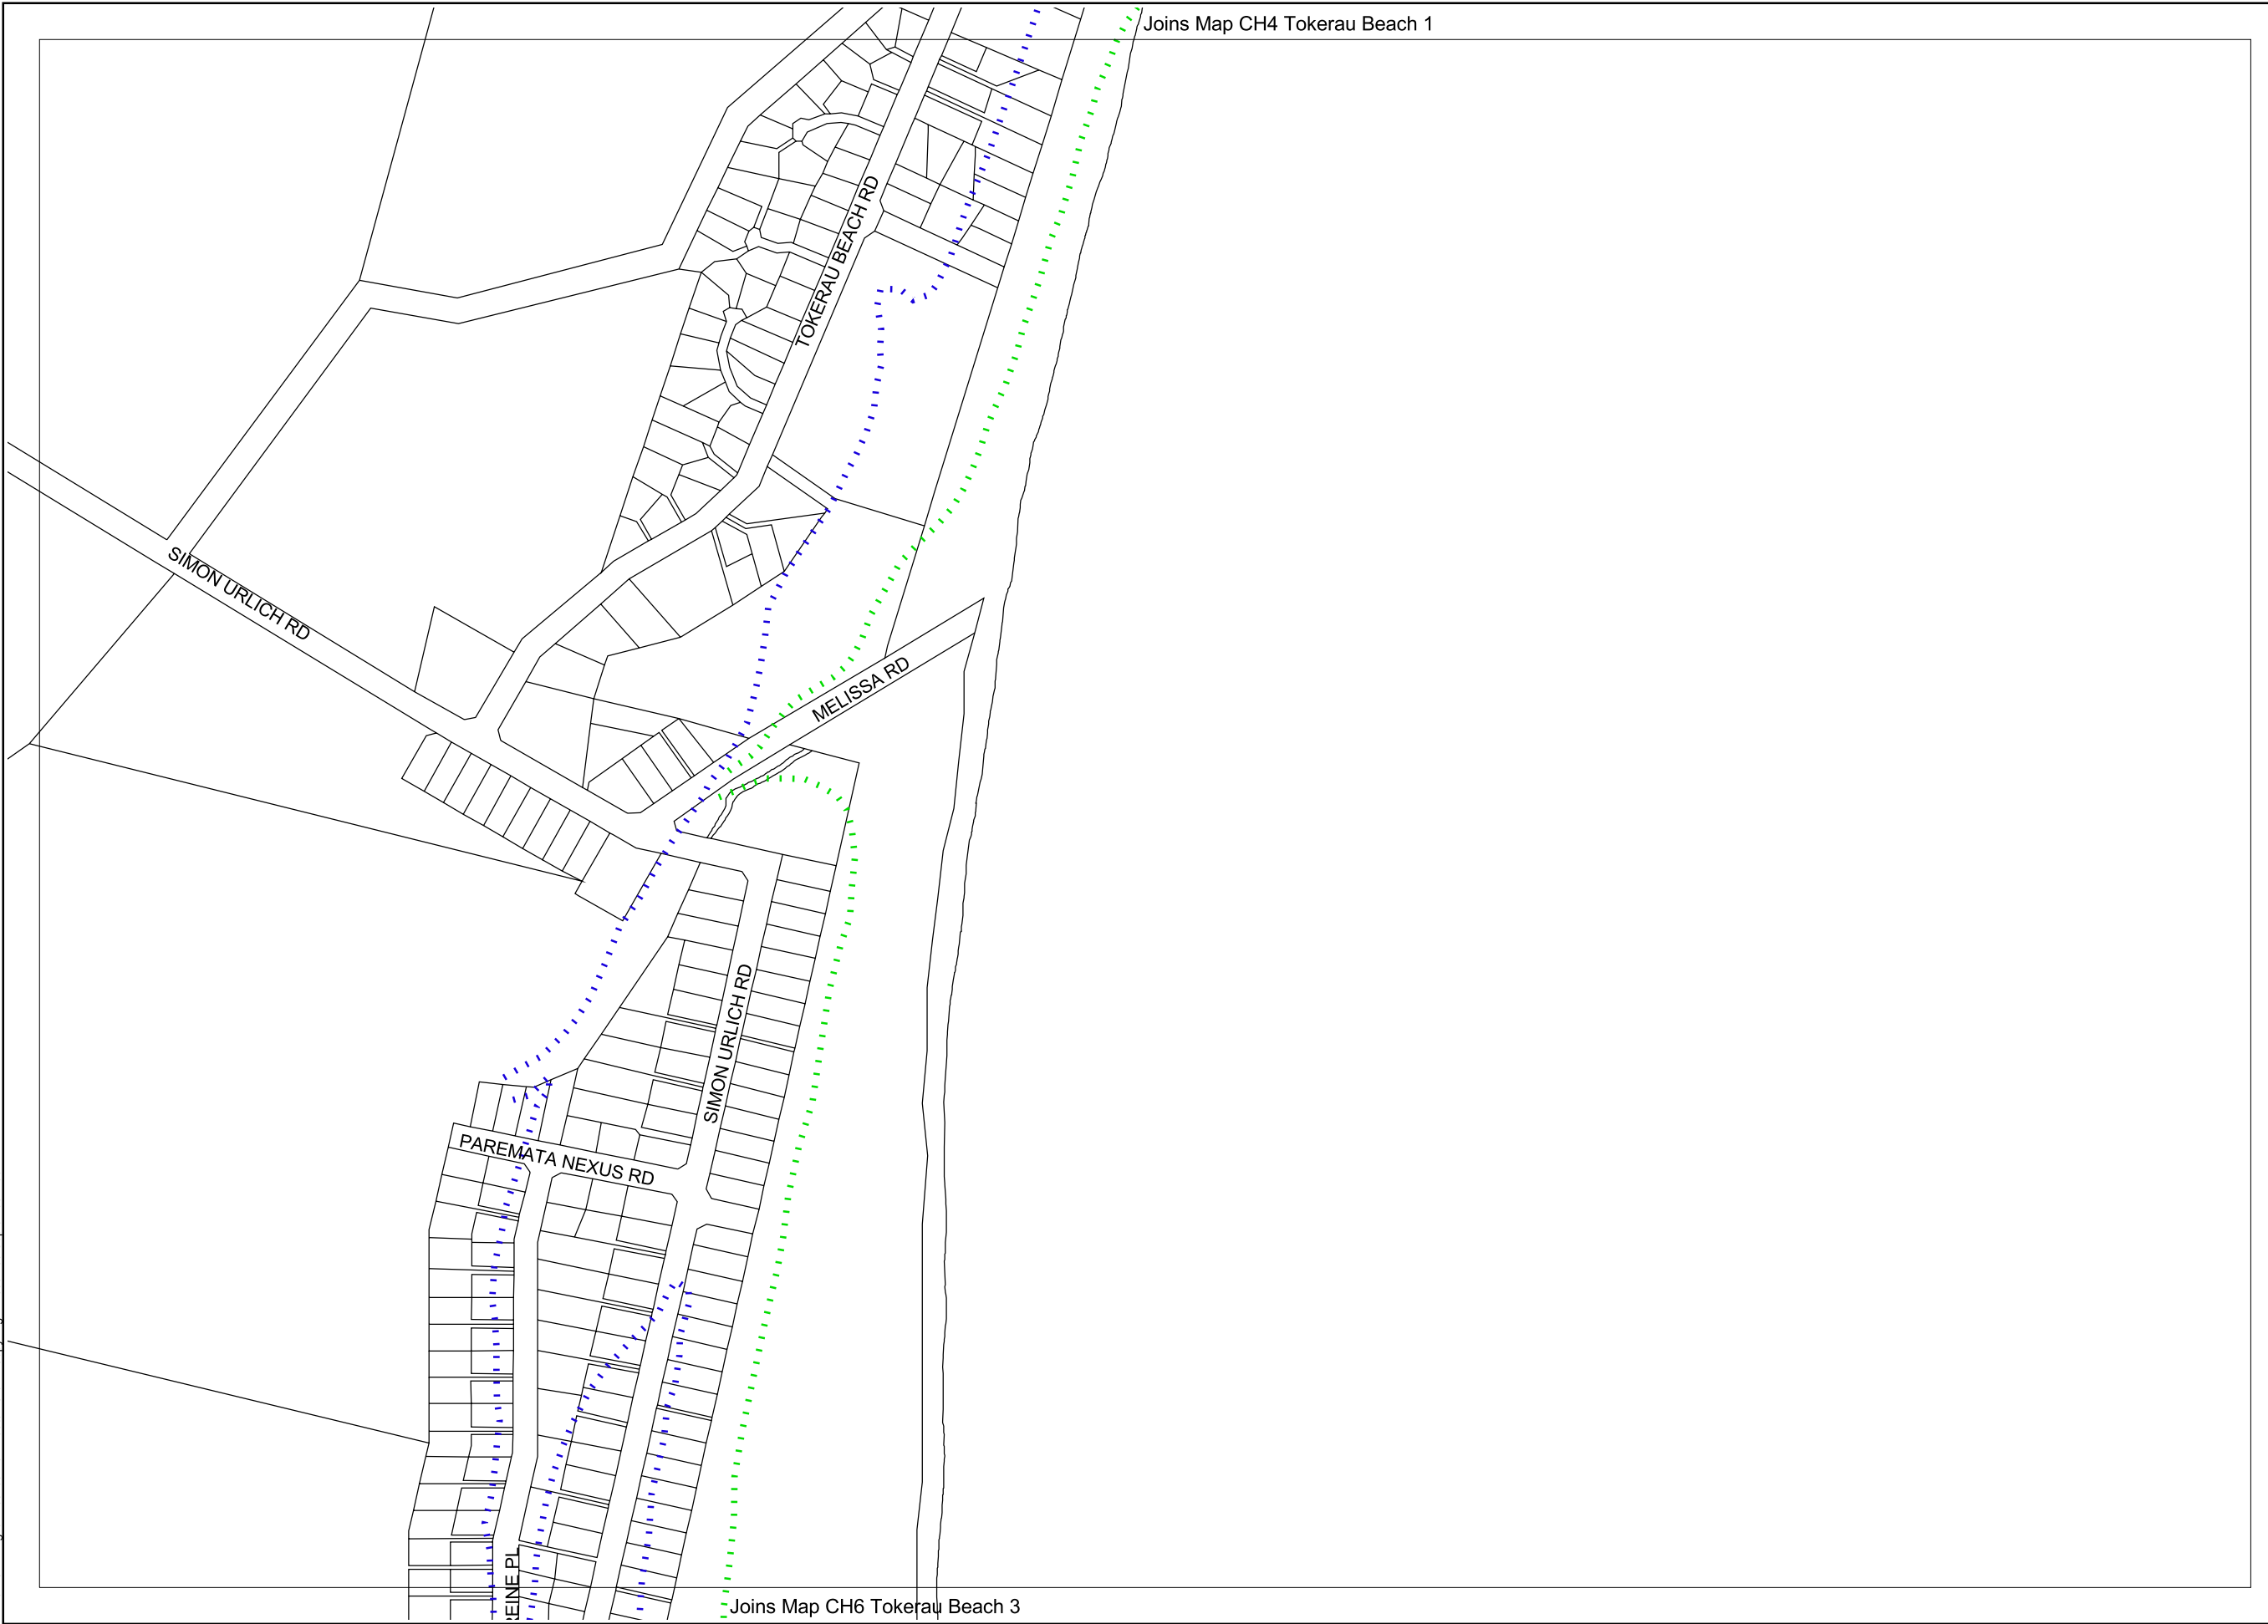 Joins Map CH4 Tokerau Beach 1
TOKERAU BEACH RD
SIMON URLICH RD
MELISSA RD
SIMON URLICH RD
PAREMATA NEXUS RD
Joins Map CH6 Tokerau Beach 3